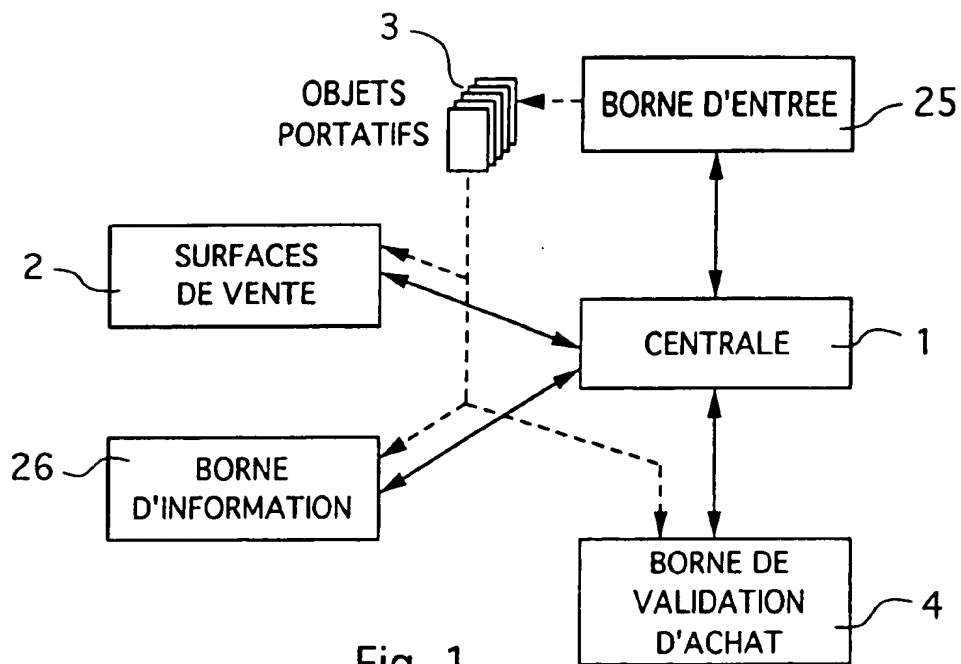 3
OBJETS
PORTATIFS
BORNE D'ENTREE
25
2
SURFACES
DE VENTE
CENTRALE
1
26
BORNE
D'INFORMATION
BORNE DE
VALIDATION
D'ACHAT
4
Fig. 1